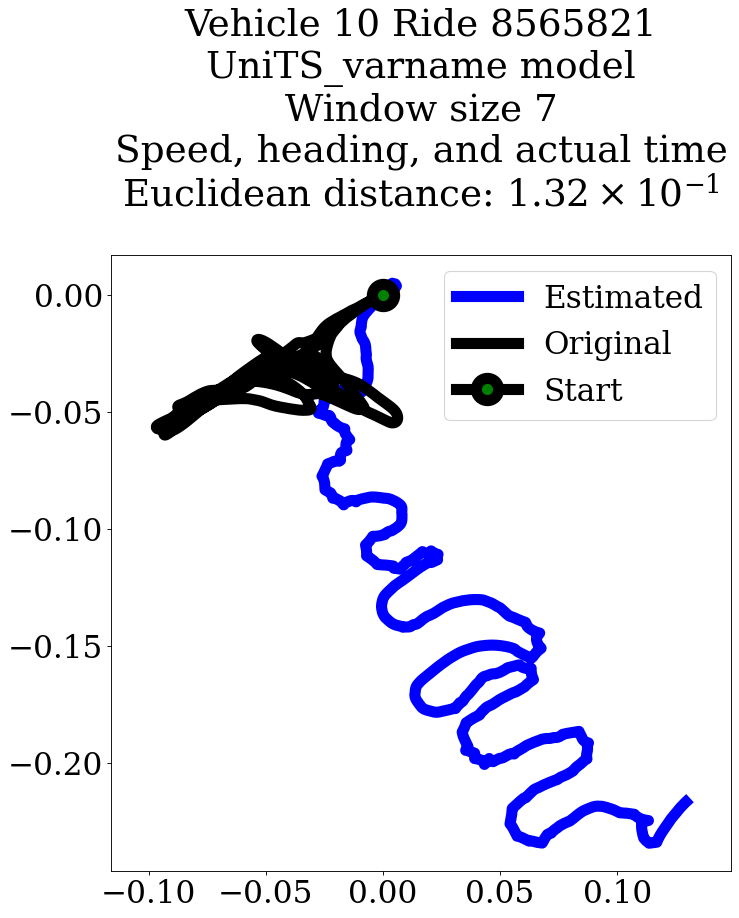 Vehicle 10 Ride 8565821
UniTS_varname model
Window size 7
Speed, heading, and actual time
Euclidean distance: 1.32 × 10⁻¹
Estimated
Original
Start
0.00
−0.05
−0.10
−0.15
−0.20
−0.10 −0.05 0.00 0.05 0.10